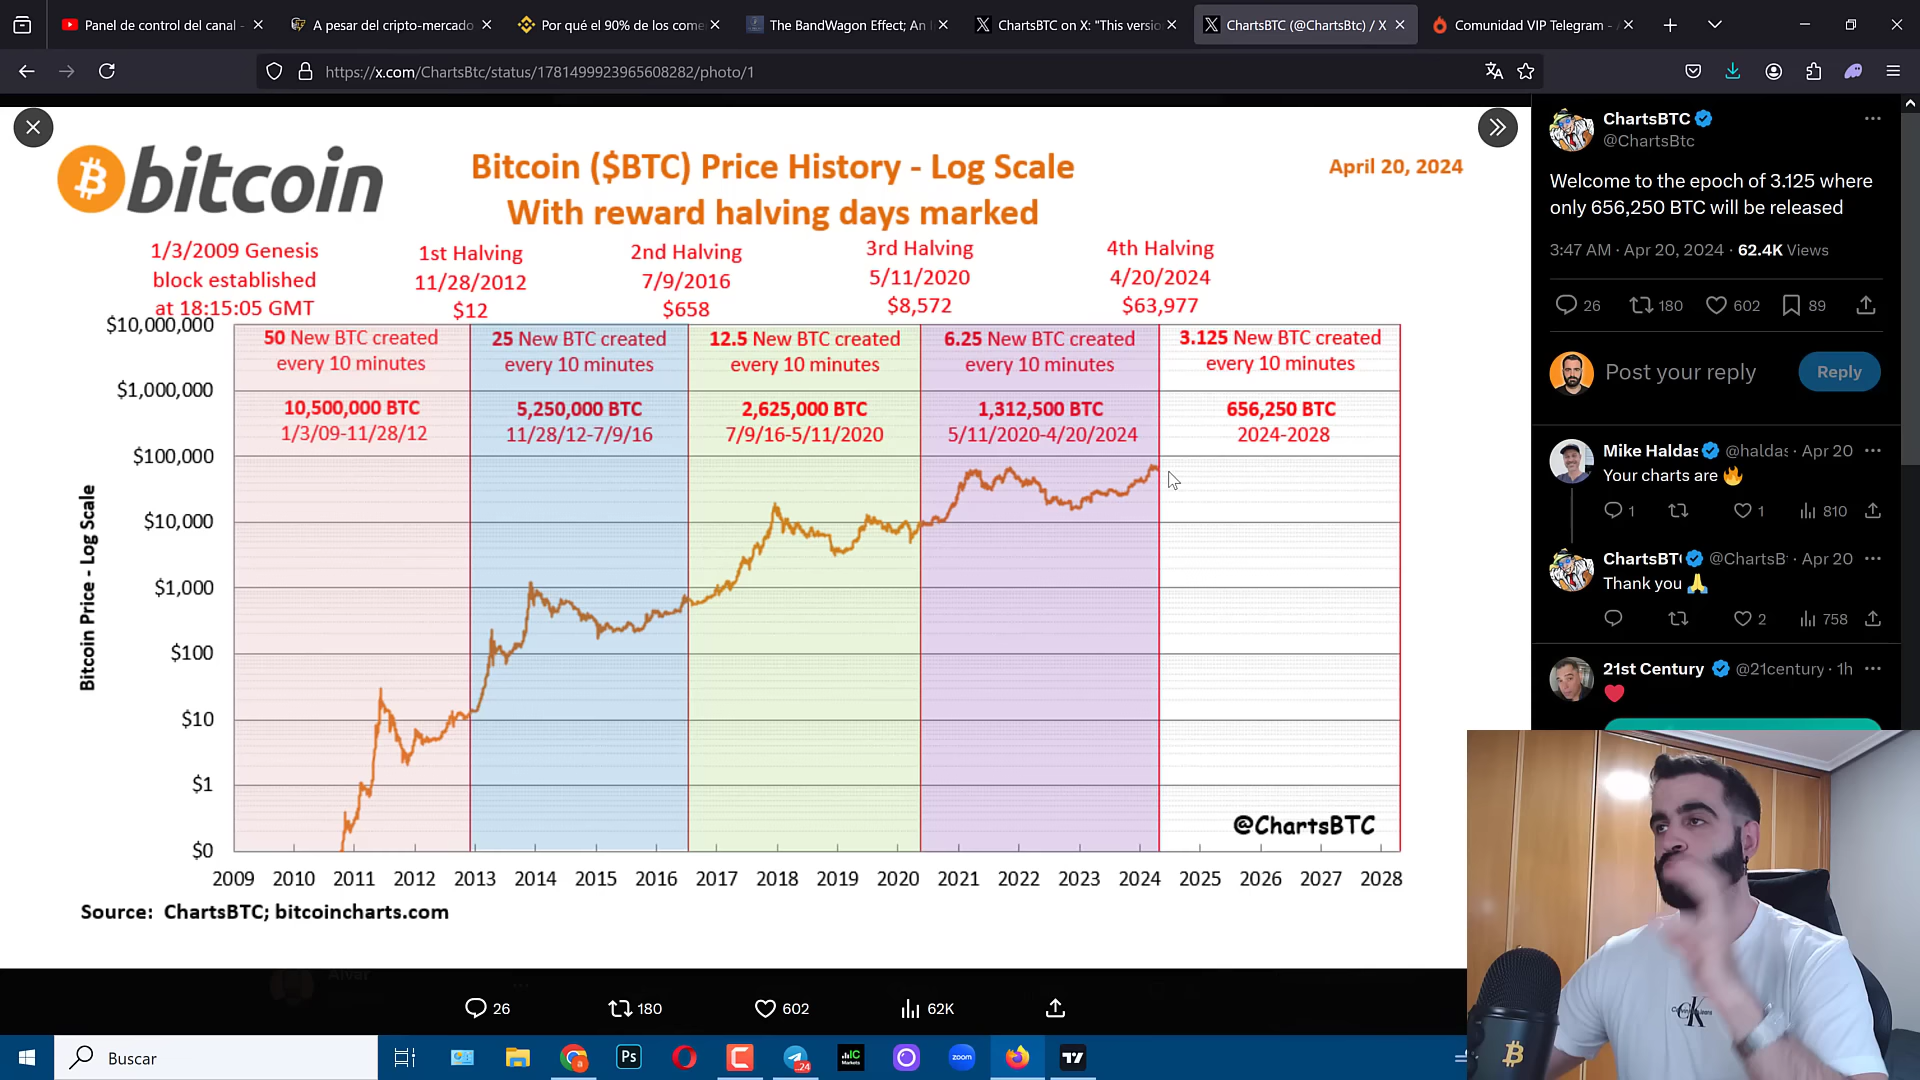 Panel de control del canal -
A pesar del cripto-mercado
Por qué el 90% de los come
The BandWagon Effect; An I
ChartsBTC on X: "This versio
ChartsBTC (@ChartsBtc) / X
Comunidad VIP Telegram -
https://x.com/ChartsBtc/status/1781499923965608282/photo/1
bitcoin
Bitcoin ($BTC) Price History - Log Scale
With reward halving days marked
April 20, 2024
1/3/2009 Genesis
block established
at 18:15:05 GMT
1st Halving
11/28/2012
$12
2nd Halving
7/9/2016
$658
3rd Halving
5/11/2020
$8,572
4th Halving
4/20/2024
$63,977
50 New BTC created
every 10 minutes
10,500,000 BTC
1/3/09-11/28/12
25 New BTC created
every 10 minutes
5,250,000 BTC
11/28/12-7/9/16
12.5 New BTC created
every 10 minutes
2,625,000 BTC
7/9/16-5/11/2020
6.25 New BTC created
every 10 minutes
1,312,500 BTC
5/11/2020-4/20/2024
3.125 New BTC created
every 10 minutes
656,250 BTC
2024-2028
Bitcoin Price - Log Scale
$10,000,000
$1,000,000
$100,000
$10,000
$1,000
$100
$10
$1
$0
@ChartsBTC
2009 2010 2011 2012 2013 2014 2015 2016 2017 2018 2019 2020 2021 2022 2023 2024 2025 2026 2027 2028
Source: ChartsBTC; bitcoincharts.com
Alvar
26 180 602 62K
ChartsBTC
@ChartsBtc
Welcome to the epoch of 3.125 where
only 656,250 BTC will be released
3:47 AM · Apr 20, 2024 · 62.4K Views
26 180 602 89
Post your reply
Reply
Mike Haldas @haldas · Apr 20
Your charts are 🔥
1 1 810
ChartsBT @ChartsB · Apr 20
Thank you 🙏
2 758
21st Century @21century · 1h
❤️
Buscar
Ps
24
IC
Markets
zoom
CK